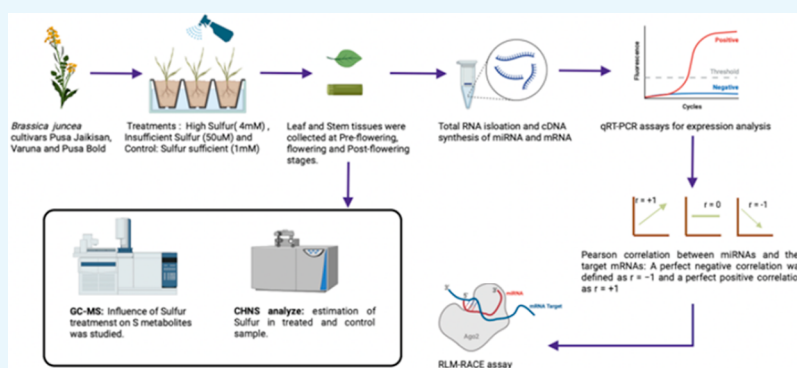 Brassica juncea
cultivars Pusa Jaikisan,
Varuna and Pusa Bold
Treatments : High Sulfur( 4mM) ,
Insufficient Sulfur (50uM) and
Control: Sulfur sufficient (1mM)
Leaf and Stem tissues were
collected at Pre-flowering,
flowering and Post-flowering
stages.
Total RNA isloation and cDNA
synthesis of miRNA and mRNA
Fluorescence
Positive
Threshold
Negative
Cycles
qRT-PCR assays for expression analysis
r = +1
r = 0
r = -1
Pearson correlation between miRNAs and the
target mRNAs: A perfect negative correlation wa
defined as r = −1 and a perfect positive correlatio
as r = +1
miRNA
mRNA Target
Ago2
RLM-RACE assay
GC-MS: Influence of Sulfur
treatmenst on S metabolites
was studied.
CHNS analyze: estimation of
Sulfur in treated and control
sample.